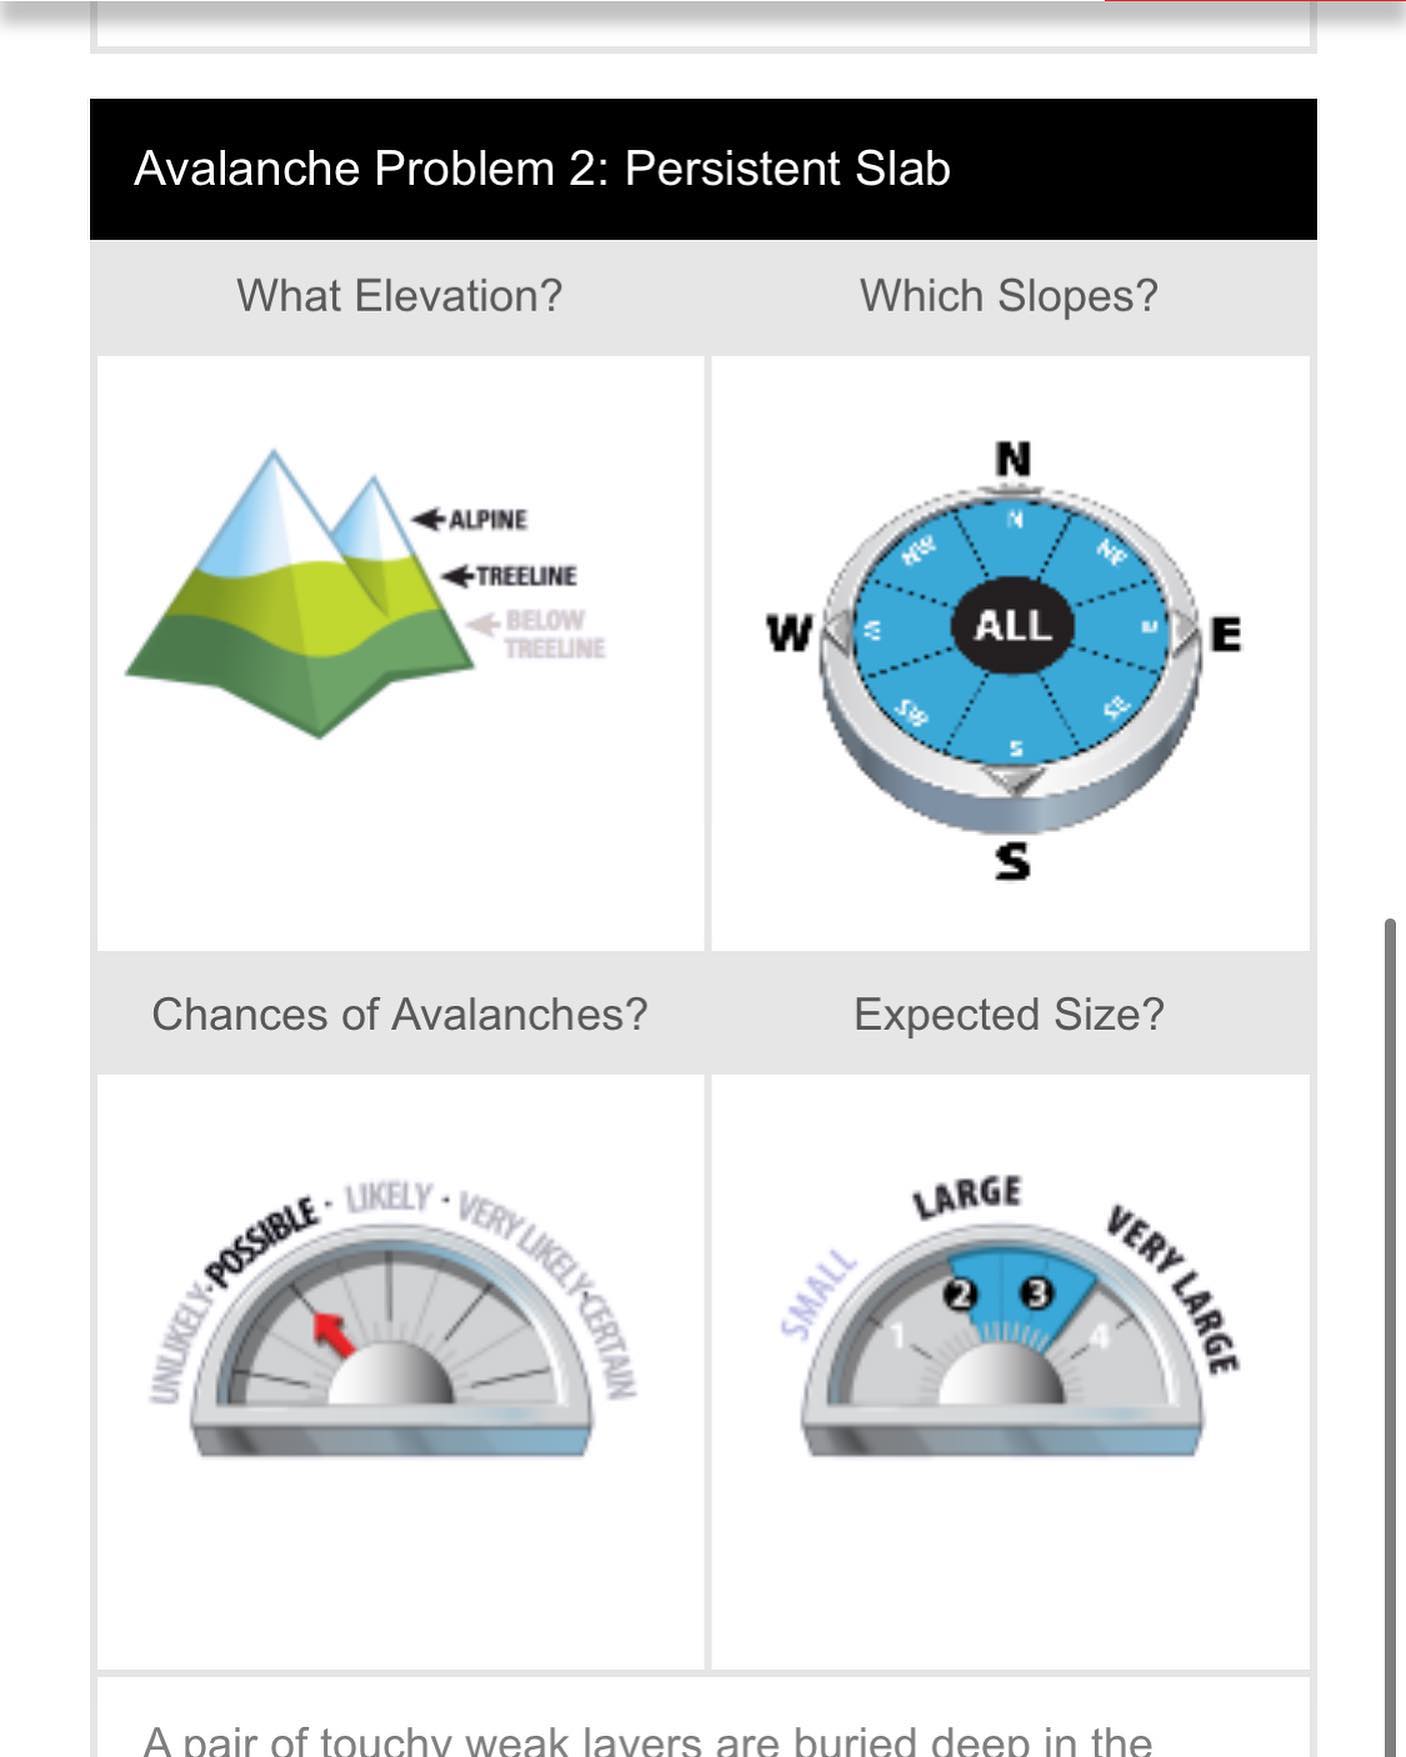 Avalanche Problem 2: Persistent Slab
What Elevation?
Which Slopes?
ALPINE
TREELINE
BELOW
TREELINE
N
N
NW
NE
W
W
ALL
E
E
SW
SE
S
S
Chances of Avalanches?
Expected Size?
UNLIKELY·POSSIBLE · LIKELY · VERY LIKELY·CERTAIN
SMALL
LARGE
VERY LARGE
1
2
3
4
A pair of touchy weak layers are buried deep in the